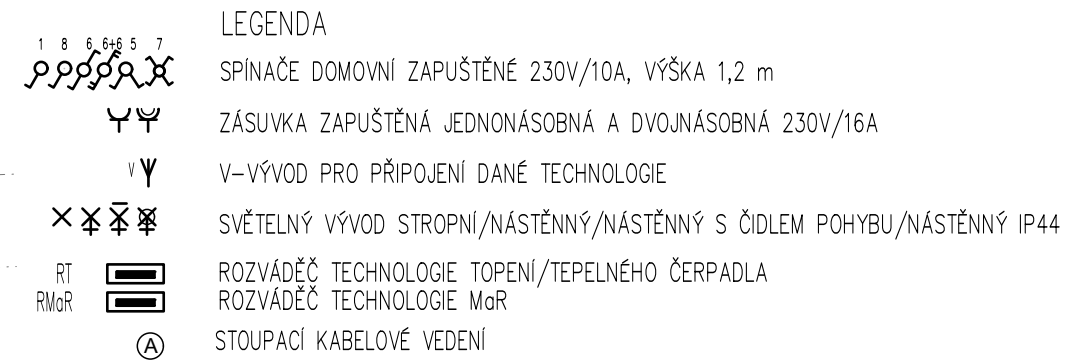 LEGENDA
1 8 6 6+6 5 7
SPÍNAČE DOMOVNÍ ZAPUŠTĚNÉ 230V/10A, VÝŠKA 1,2 m
ZÁSUVKA ZAPUŠTĚNÁ JEDNONÁSOBNÁ A DVOJNÁSOBNÁ 230V/16A
V V-VÝVOD PRO PŘIPOJENÍ DANÉ TECHNOLOGIE
SVĚTELNÝ VÝVOD STROPNÍ/NÁSTĚNNÝ/NÁSTĚNNÝ S ČIDLEM POHYBU/NÁSTĚNNÝ IP44
RT ROZVÁDĚČ TECHNOLOGIE TOPENÍ/TEPELNÉHO ČERPADLA
RMaR ROZVÁDĚČ TECHNOLOGIE MaR
A STOUPACÍ KABELOVÉ VEDENÍ